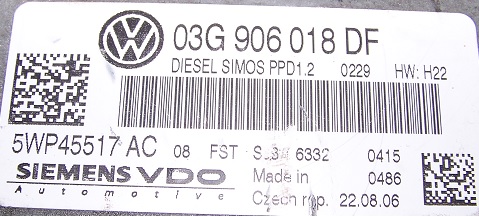 03G 906 018 DF
DIESEL SIMOS PPD1.2 0229 HW: H22
5WP45517 AC 08 FST 6332 0415
SIEMENS VDO Made in 0486
Automotive Czech rep. 22.08.06